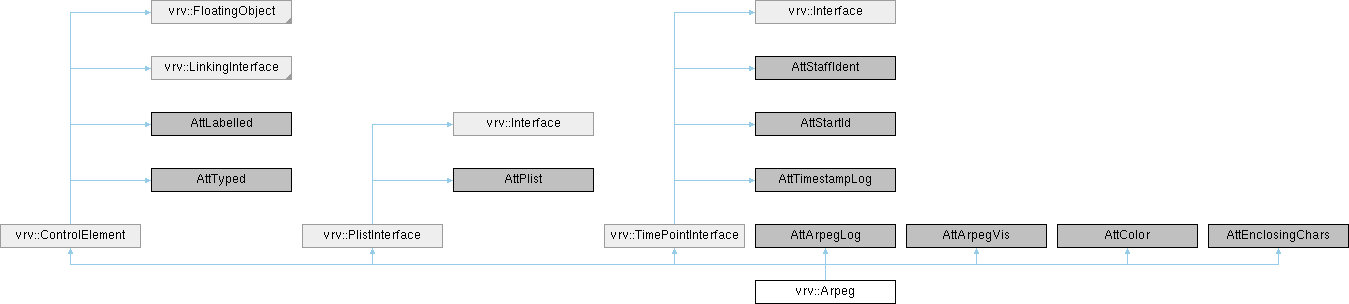 vrv::FloatingObject
vrv::Interface
vrv::LinkingInterface
AttStaffIdent
AttLabelled
vrv::Interface
AttStartId
AttTyped
AttPlist
AttTimestampLog
vrv::ControlElement
vrv::PlistInterface
vrv::TimePointInterface
AttArpegLog
AttArpegVis
AttColor
AttEnclosingChars
vrv::Arpeg